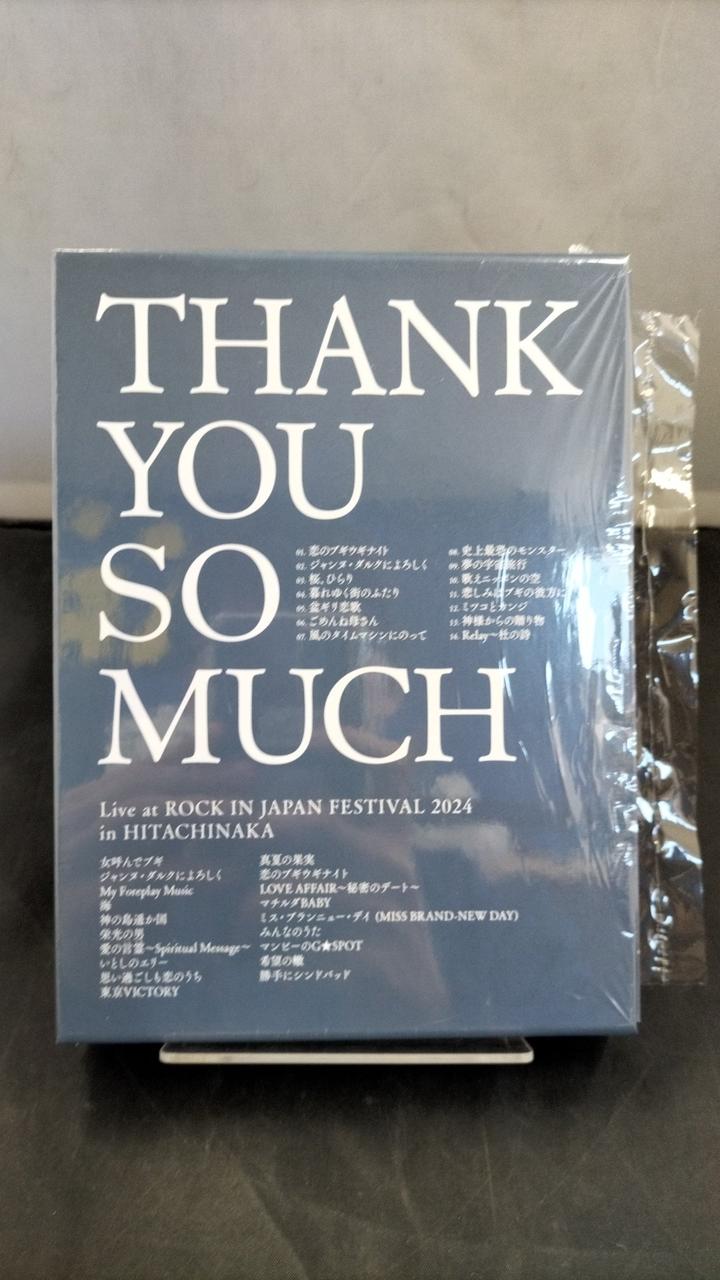 THANK
YOU
SO
MUCH
01. 恋のブギウギナイト
02. ジャンヌ・ダルクによろしく
03. 桜、ひらり
04. 暮れゆく街のふたり
05. 盆ギリ恋歌
06. ごめんね母さん
07. 風のタイムマシンにのって
08. 史上最恐のモンスター
09. 夢の宇宙旅行
10. 歌えニッポンの空
11. 悲しみはブギの彼方に
12. ミツコとカンジ
13. 神様からの贈り物
14. Relay〜杜の詩
Live at ROCK IN JAPAN FESTIVAL 2024
in HITACHINAKA
女呼んでブギ
ジャンヌ・ダルクによろしく
My Foreplay Music
海
神の島遥か国
栄光の男
愛の言霊〜Spiritual Message〜
いとしのエリー
思い過ごしも恋のうち
東京VICTORY
真夏の果実
恋のブギウギナイト
LOVE AFFAIR〜秘密のデート〜
マチルダBABY
ミス・ブランニュー・デイ (MISS BRAND-NEW DAY)
みんなのうた
マンピーのG★SPOT
希望の轍
勝手にシンドバッド